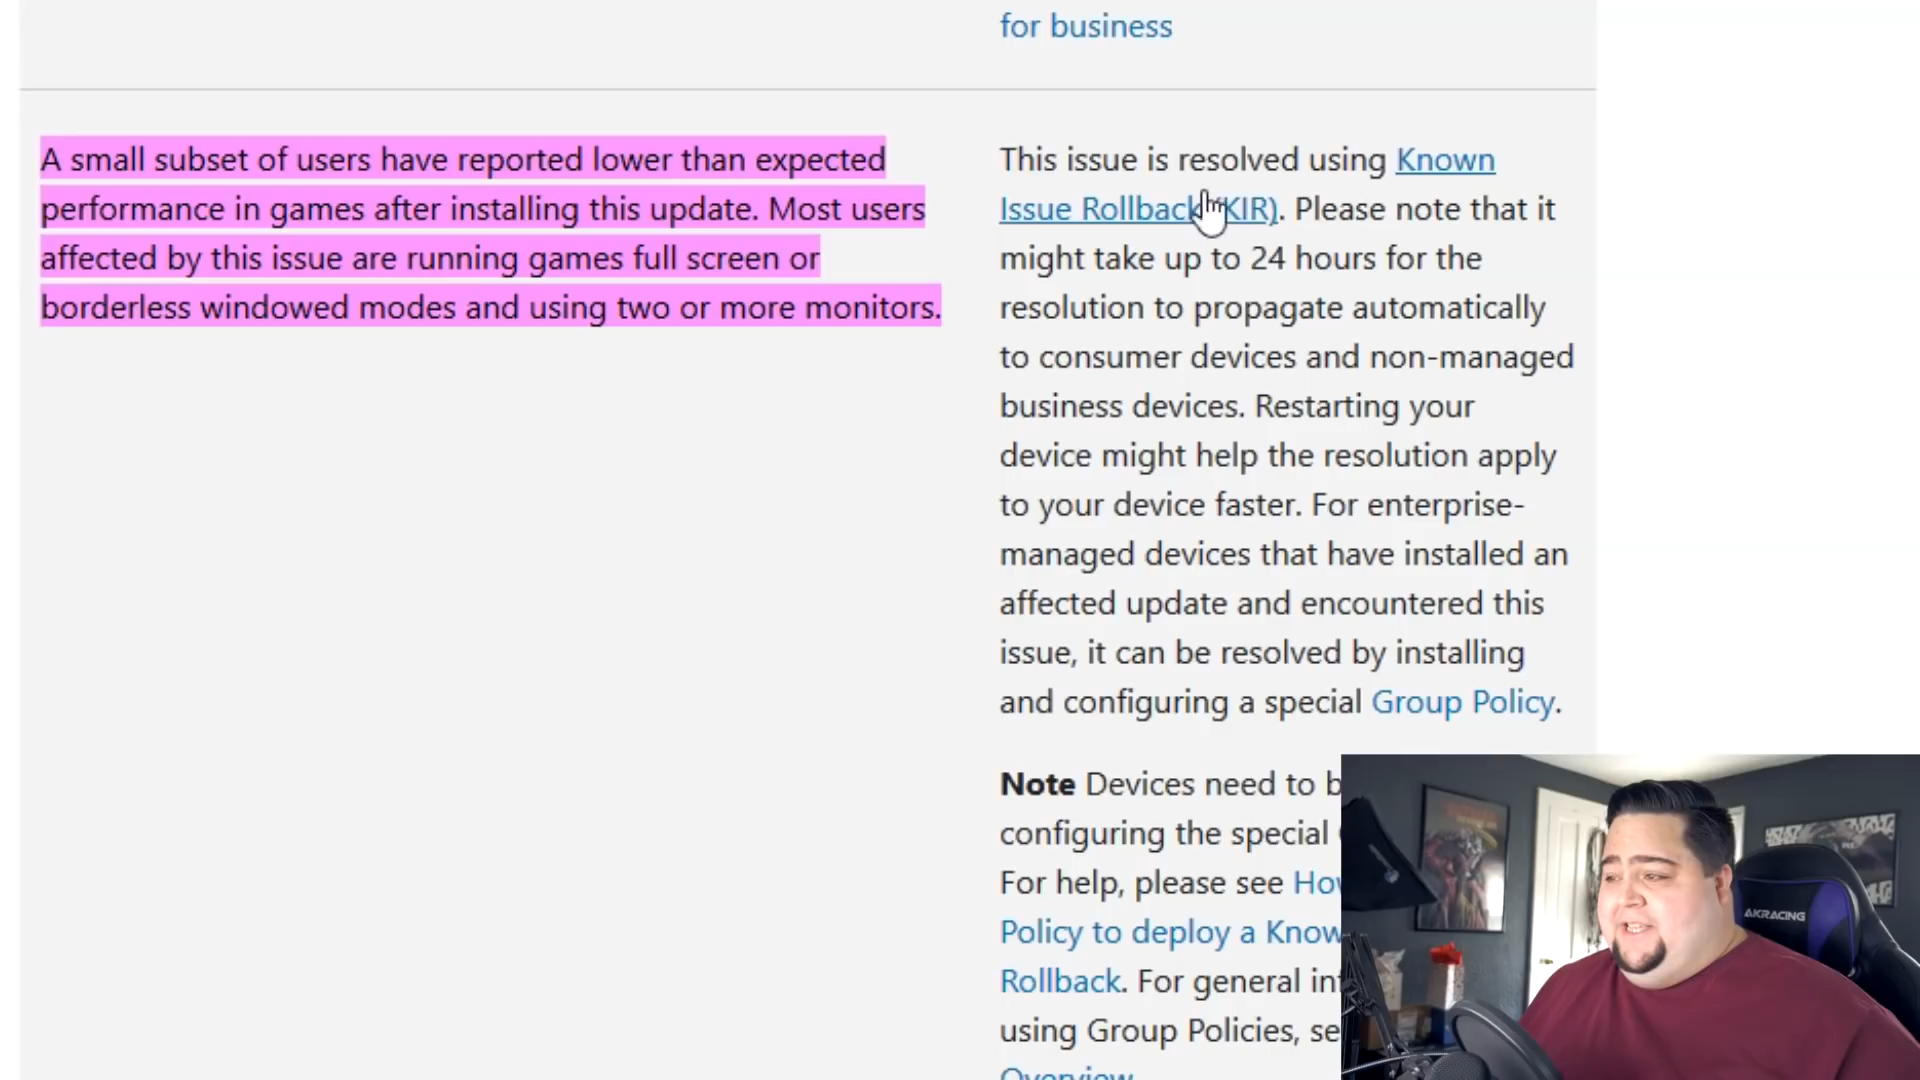 for business
A small subset of users have reported lower than expected
performance in games after installing this update. Most users
affected by this issue are running games full screen or
borderless windowed modes and using two or more monitors.
This issue is resolved using Known
Issue Rollback (KIR). Please note that it
might take up to 24 hours for the
resolution to propagate automatically
to consumer devices and non-managed
business devices. Restarting your
device might help the resolution apply
to your device faster. For enterprise-
managed devices that have installed an
affected update and encountered this
issue, it can be resolved by installing
and configuring a special Group Policy.
Note Devices need to b
configuring the special
For help, please see How
Policy to deploy a Know
Rollback. For general inf
using Group Policies, se
Overview
AKRACING